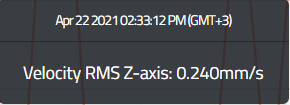 Apr 22 2021 02:33:12 PM (GMT+3)
Velocity RMS Z-axis: 0.240mm/s